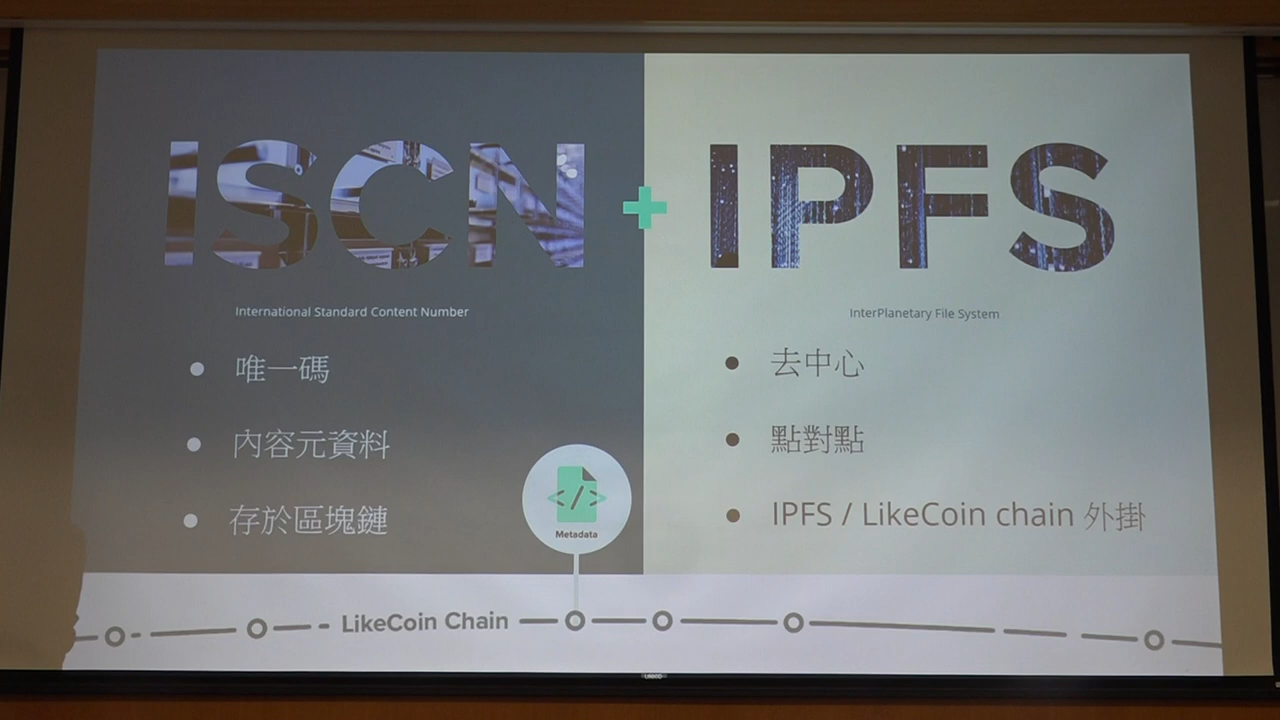 ISCN + IPFS
International Standard Content Number
唯一碼
內容元資料
存於區塊鏈
InterPlanetary File System
去中心
點對點
IPFS / LikeCoin chain 外掛
</>
Metadata
LikeCoin Chain